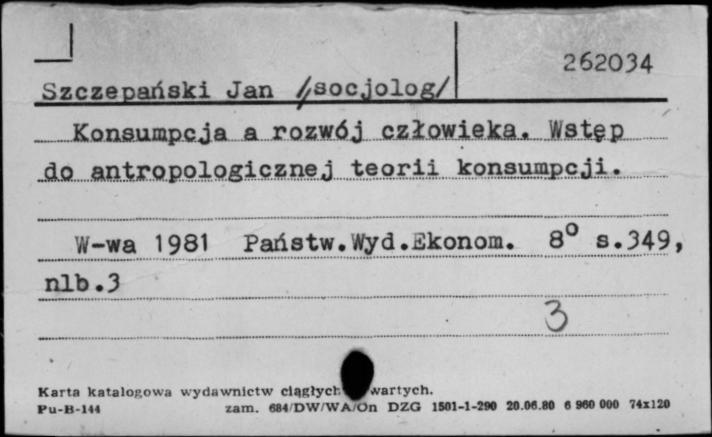 262034
Szczepański Jan /socjolog/
Konsumpcja a rozwój człowieka. Wstęp
do antropologicznej teorii konsumpcji.
W-wa 1981 Państw.Wyd.Ekonom. 8° s.349,
nlb.3
3
Karta katalogowa wydawnictw ciągłych wartych.
Pu-B-144 zam. 684/DW/WA/On DZG 1501-1-290 20.06.80 6 960 000 74x120